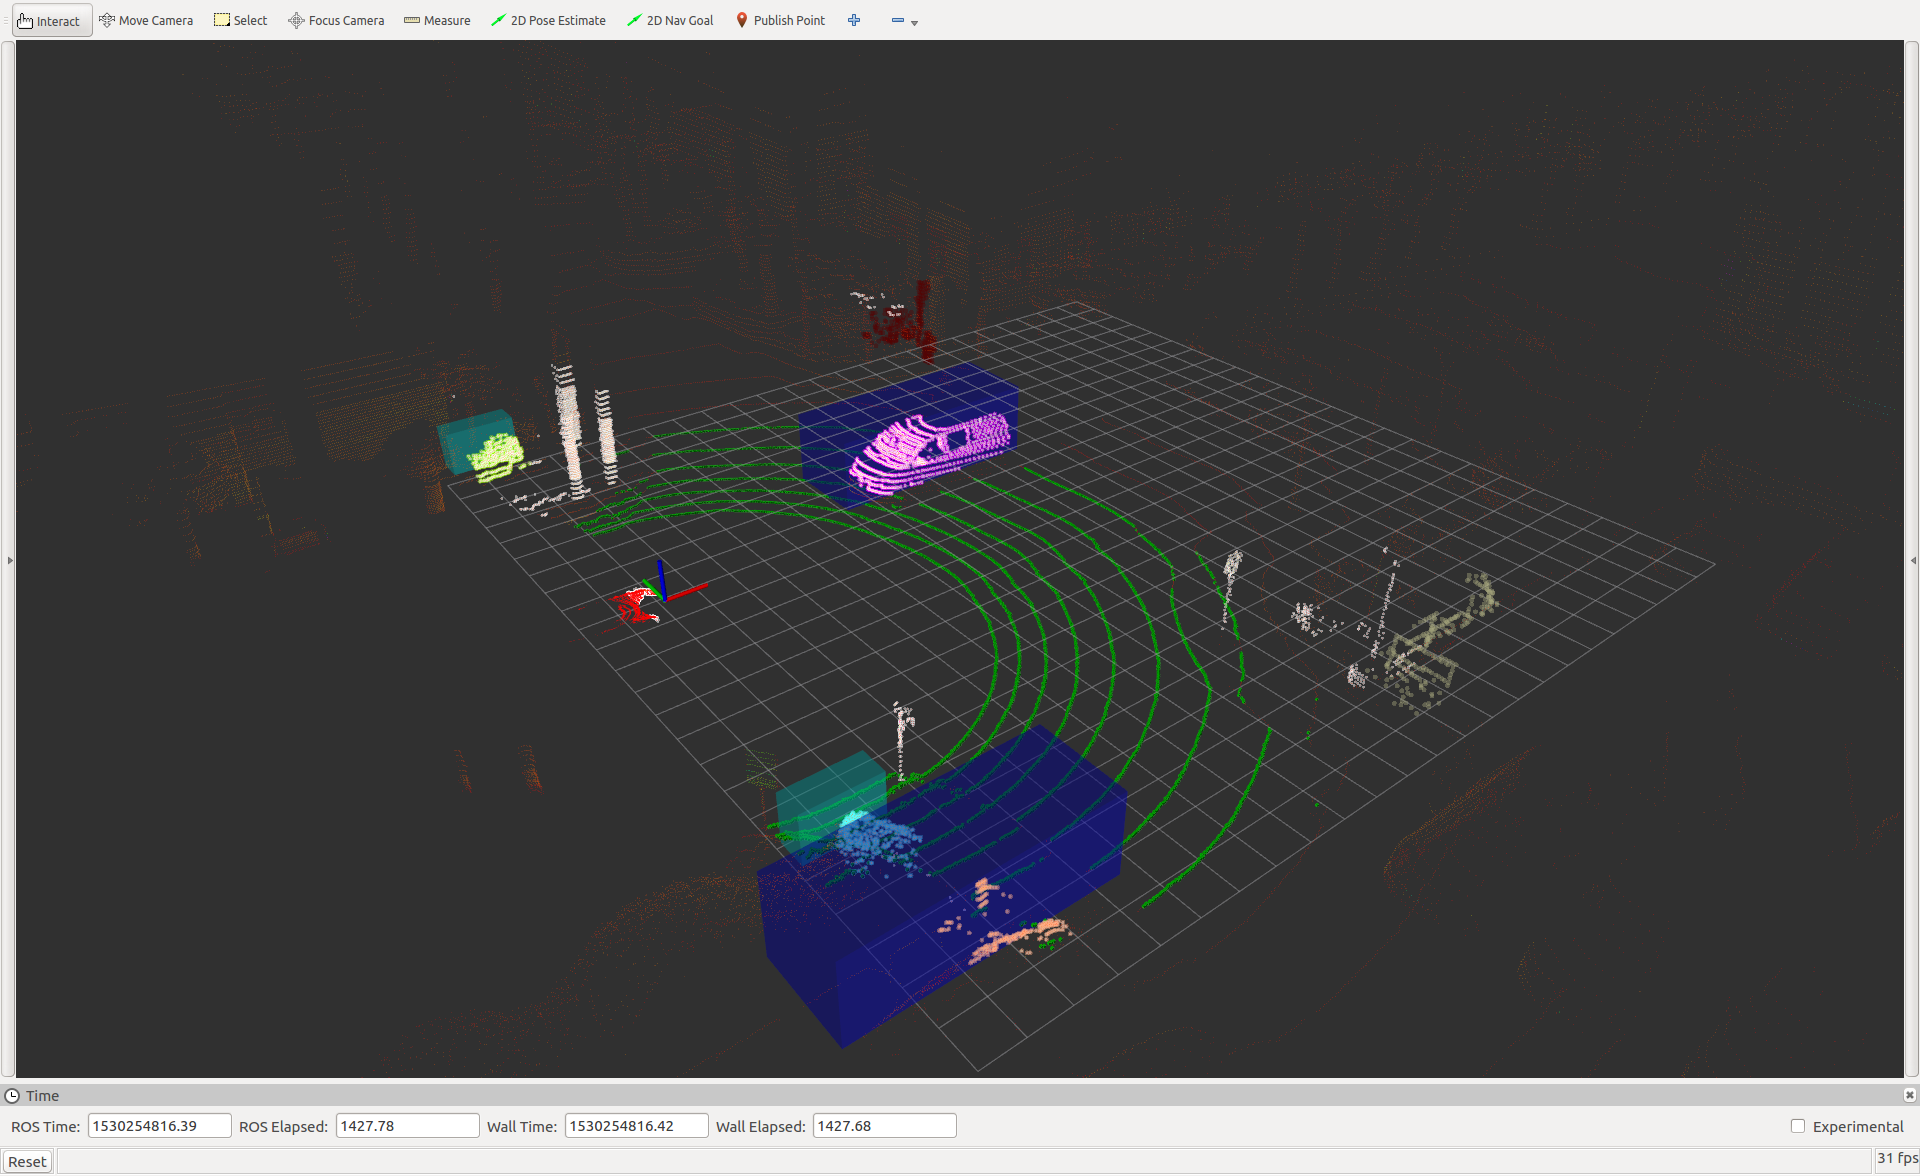 Interact Move Camera Select Focus Camera Measure 2D Pose Estimate 2D Nav Goal Publish Point
Time
ROS Time: 1530254816.39 ROS Elapsed: 1427.78 Wall Time: 1530254816.42 Wall Elapsed: 1427.68 Experimental
Reset 31 fps